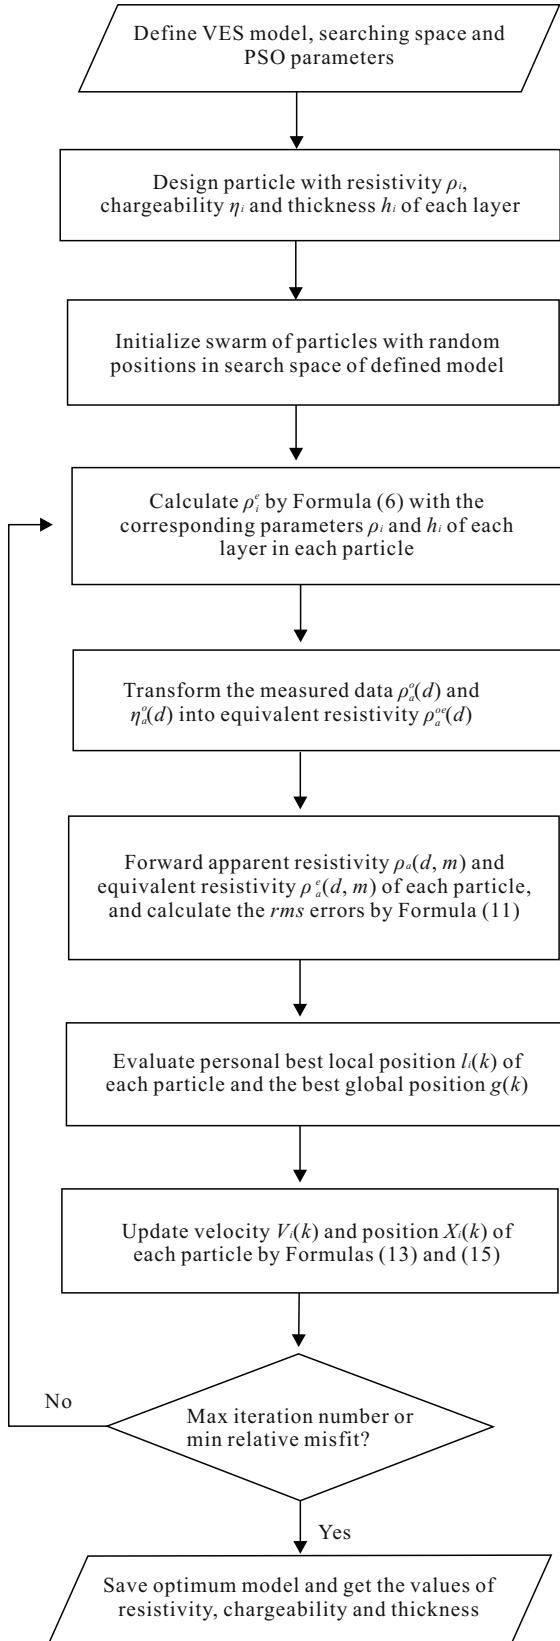 Define VES model, searching space and
PSO parameters
Design particle with resistivity ρᵢ,
chargeability ηᵢ and thickness hᵢ of each layer
Initialize swarm of particles with random
positions in search space of defined model
Calculate ρᵢᵉ by Formula (6) with the
corresponding parameters ρᵢ and hᵢ of each
layer in each particle
Transform the measured data ρₐᵒ(d) and
ηₐᵒ(d) into equivalent resistivity ρₐᵒᵉ(d)
Forward apparent resistivity ρₐ(d, m) and
equivalent resistivity ρₐᵉ(d, m) of each particle,
and calculate the rms errors by Formula (11)
Evaluate personal best local position lᵢ(k) of
each particle and the best global position g(k)
Update velocity Vᵢ(k) and position Xᵢ(k) of
each particle by Formulas (13) and (15)
No
Max iteration number or
min relative misfit?
Yes
Save optimum model and get the values of
resistivity, chargeability and thickness